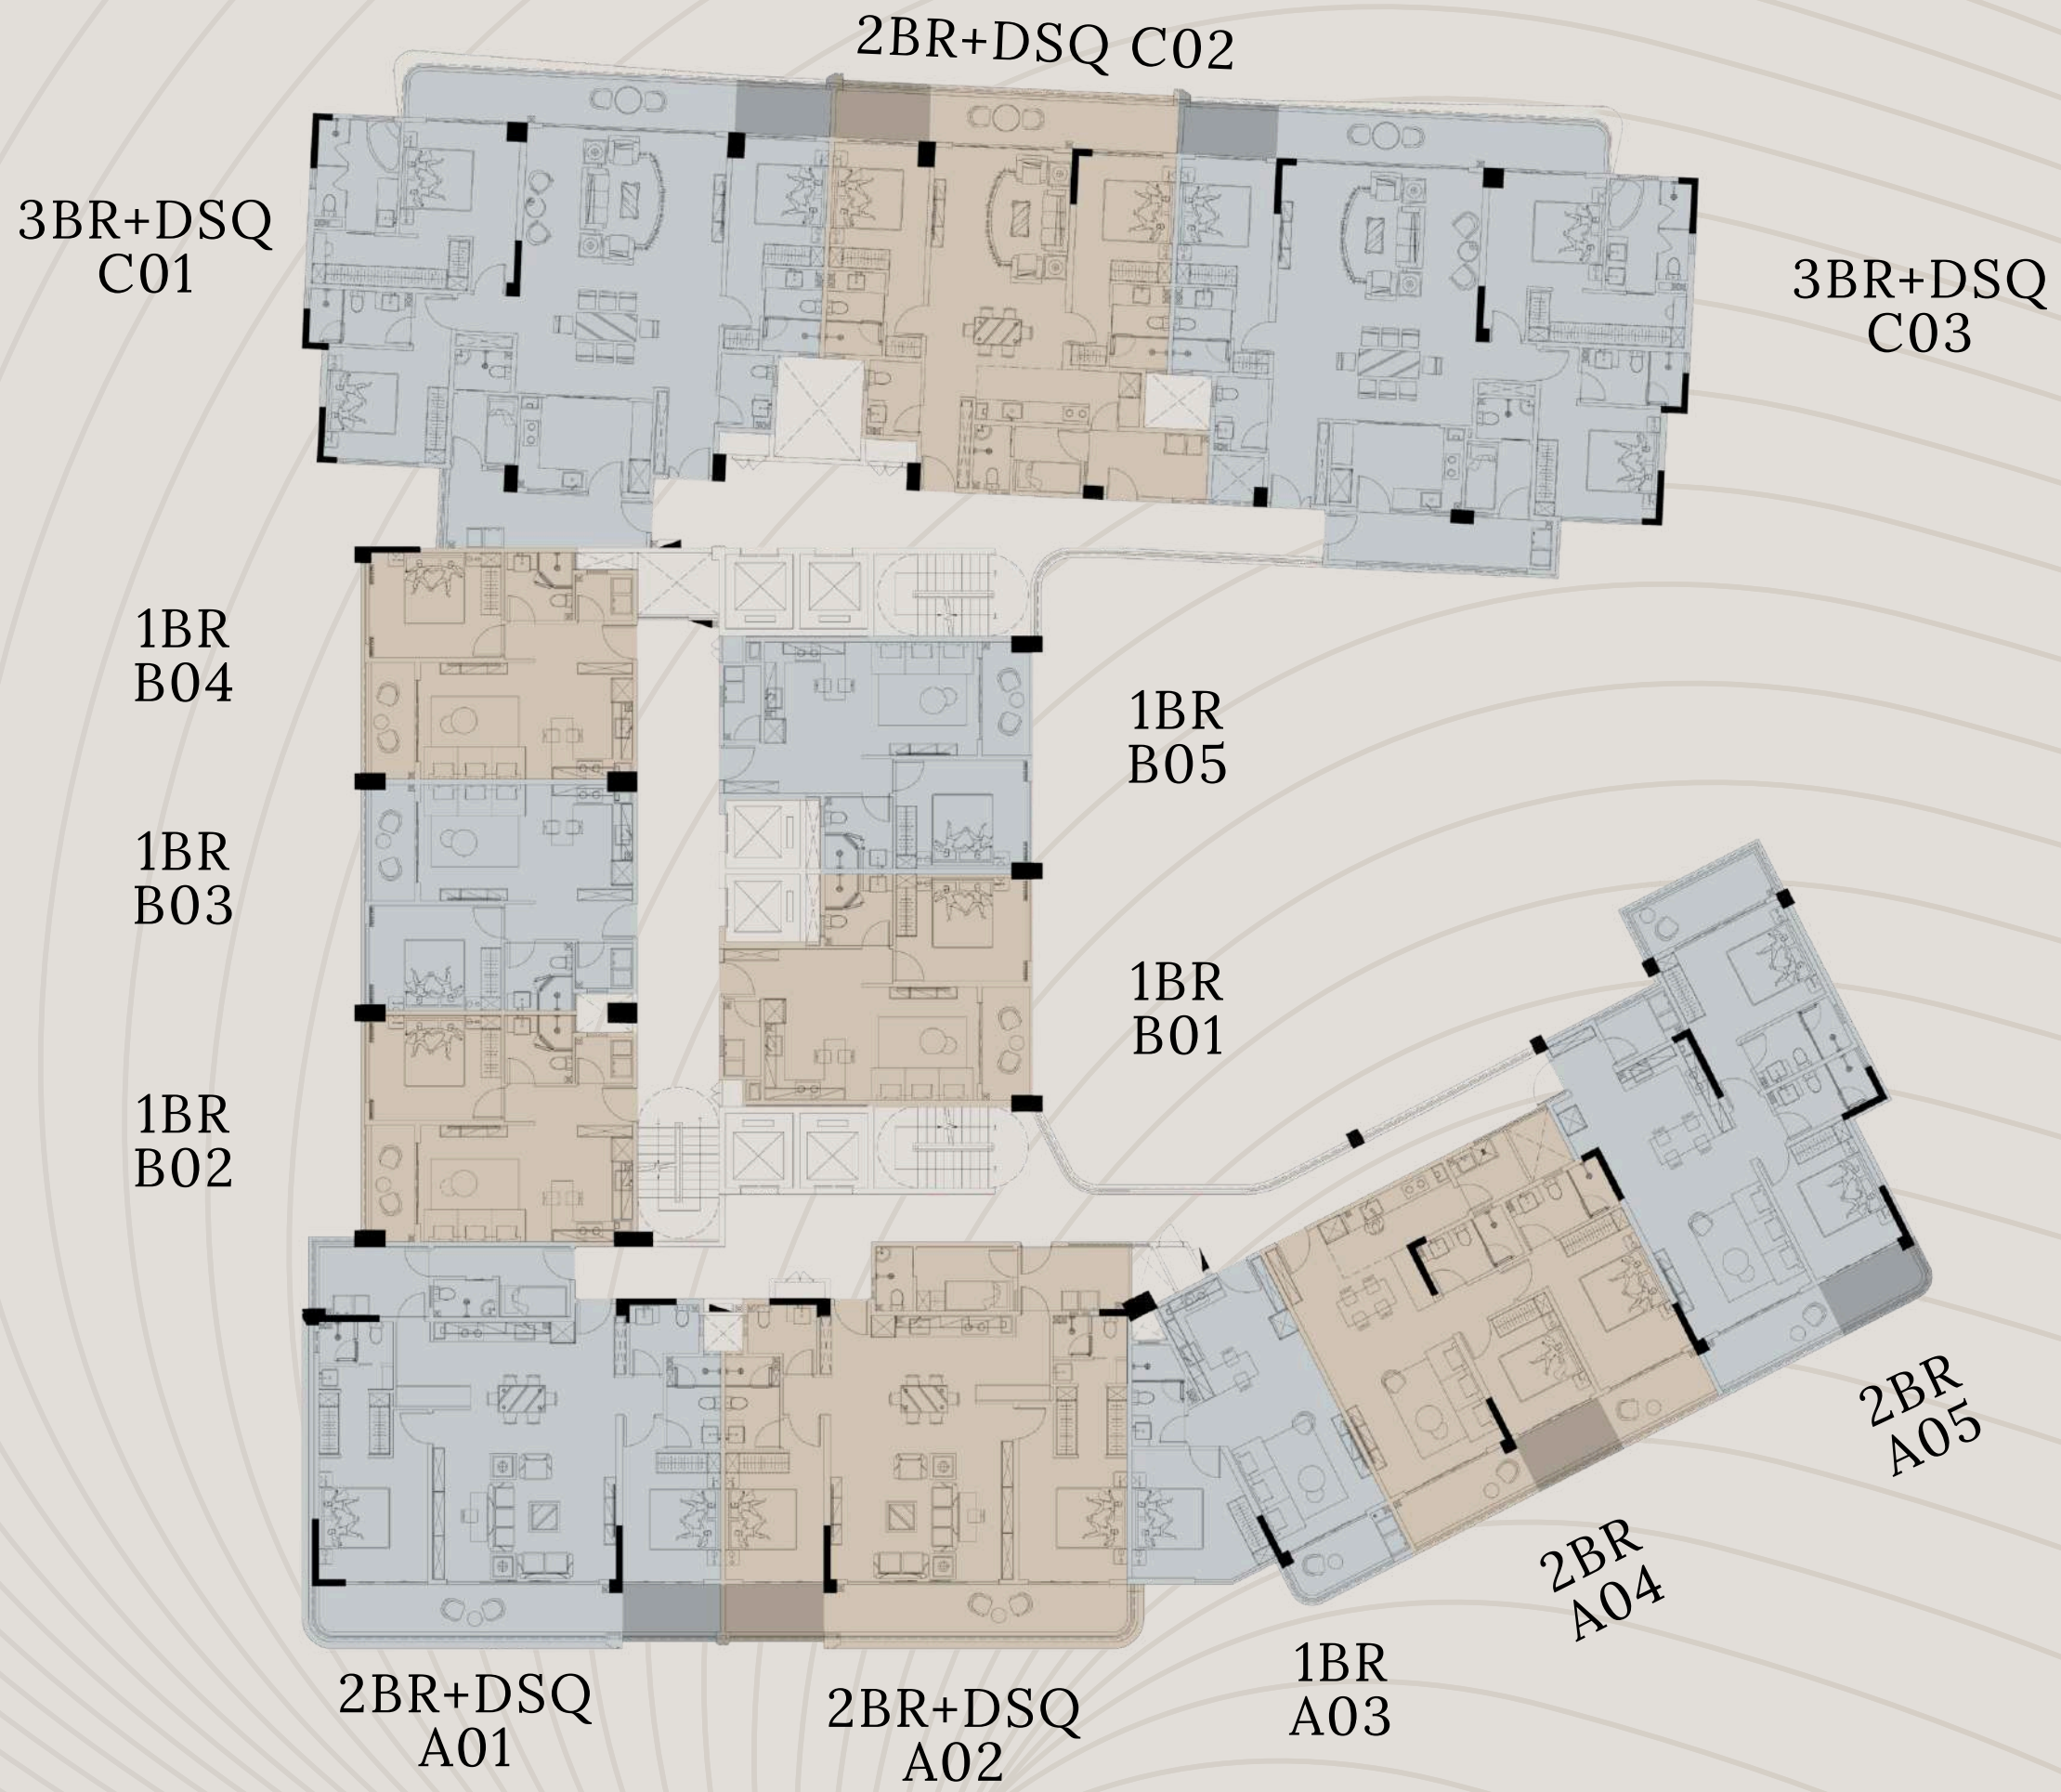 2BR+DSQ C02
3BR+DSQ
C01
3BR+DSQ
C03
1BR
B04
1BR
B05
1BR
B03
1BR
B01
1BR
B02
2BR
A05
2BR
A04
1BR
A03
2BR+DSQ
A01
2BR+DSQ
A02